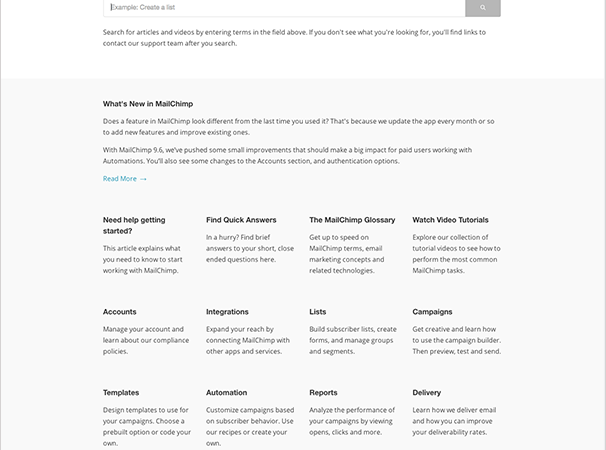 Example: Create a list
Search for articles and videos by entering terms in the field above. If you don't see what you're looking for, you'll find links to
contact our support team after you search.
What's New in MailChimp
Does a feature in MailChimp look different from the last time you used it? That's because we update the app every month or so
to add new features and improve existing ones.
With MailChimp 9.6, we've pushed some small improvements that should make a big impact for paid users working with
Automations. You'll also see some changes to the Accounts section, and authentication options.
Read More →
Need help getting
started?
This article explains what
you need to know to start
working with MailChimp.
Find Quick Answers
In a hurry? Find brief
answers to your short, close
ended questions here.
The MailChimp Glossary
Get up to speed on
MailChimp terms, email
marketing concepts and
related technologies.
Watch Video Tutorials
Explore our collection of
tutorial videos to see how to
perform the most common
MailChimp tasks.
Accounts
Manage your account and
learn about our compliance
policies.
Integrations
Expand your reach by
connecting MailChimp with
other apps and services.
Lists
Build subscriber lists, create
forms, and manage groups
and segments.
Campaigns
Get creative and learn how
to use the campaign builder.
Then preview, test and send.
Templates
Design templates to use for
your campaigns. Choose a
prebuilt option or code your
own.
Automation
Customize campaigns based
on subscriber behavior. Use
our recipes or create your
own.
Reports
Analyze the performance of
your campaigns by viewing
opens, clicks and more.
Delivery
Learn how we deliver email
and how you can improve
your deliverability rates.